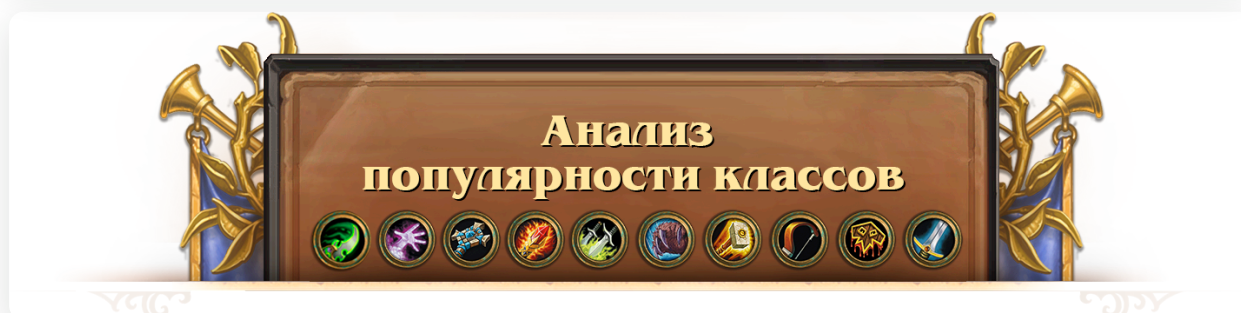 Анализ
популярности классов